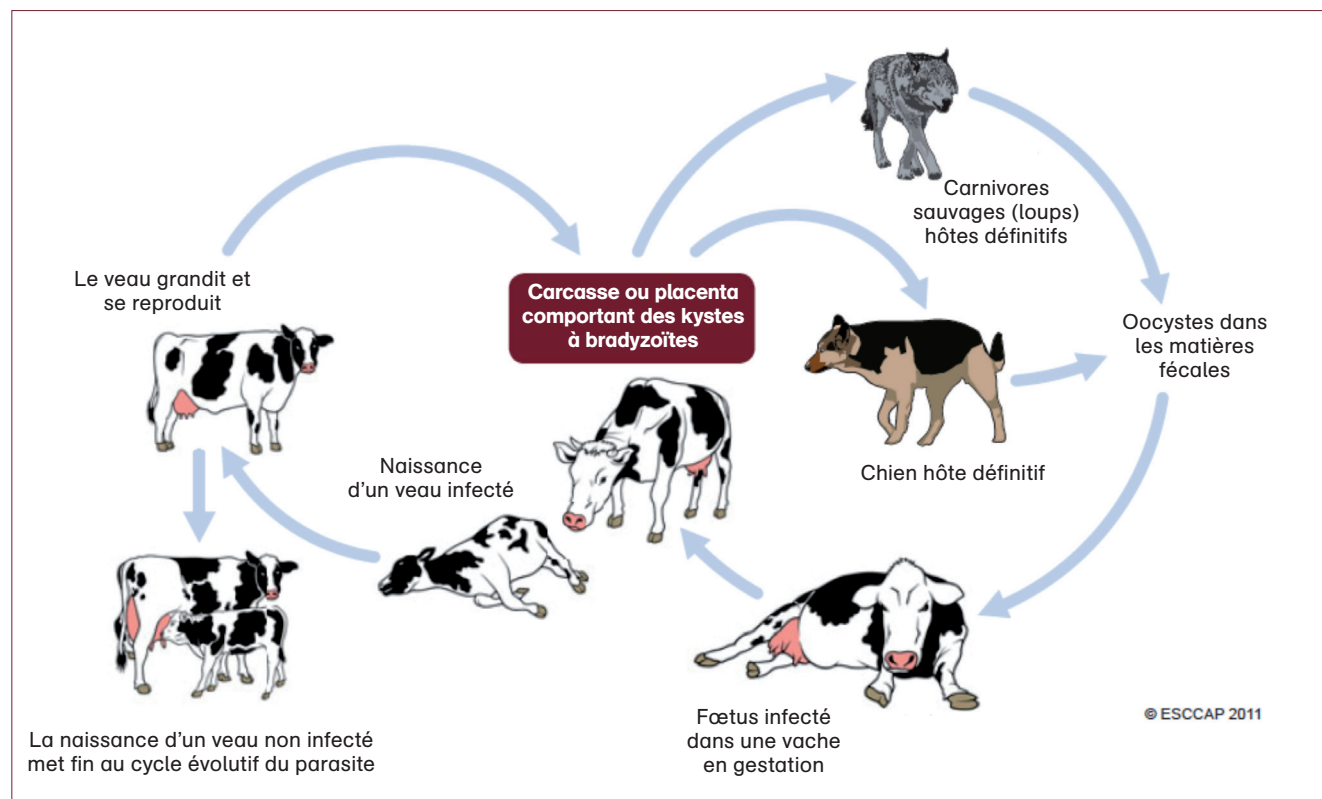 Carnivores
sauvages (loups)
hôtes définitifs
Le veau grandit et
se reproduit
Carcasse ou placenta
comportant des kystes
à bradyzoïtes
Oocystes dans
les matières
fécales
Naissance
d'un veau infecté
Chien hôte définitif
Fœtus infecté
dans une vache
en gestation
© ESCCAP 2011
La naissance d'un veau non infecté
met fin au cycle évolutif du parasite